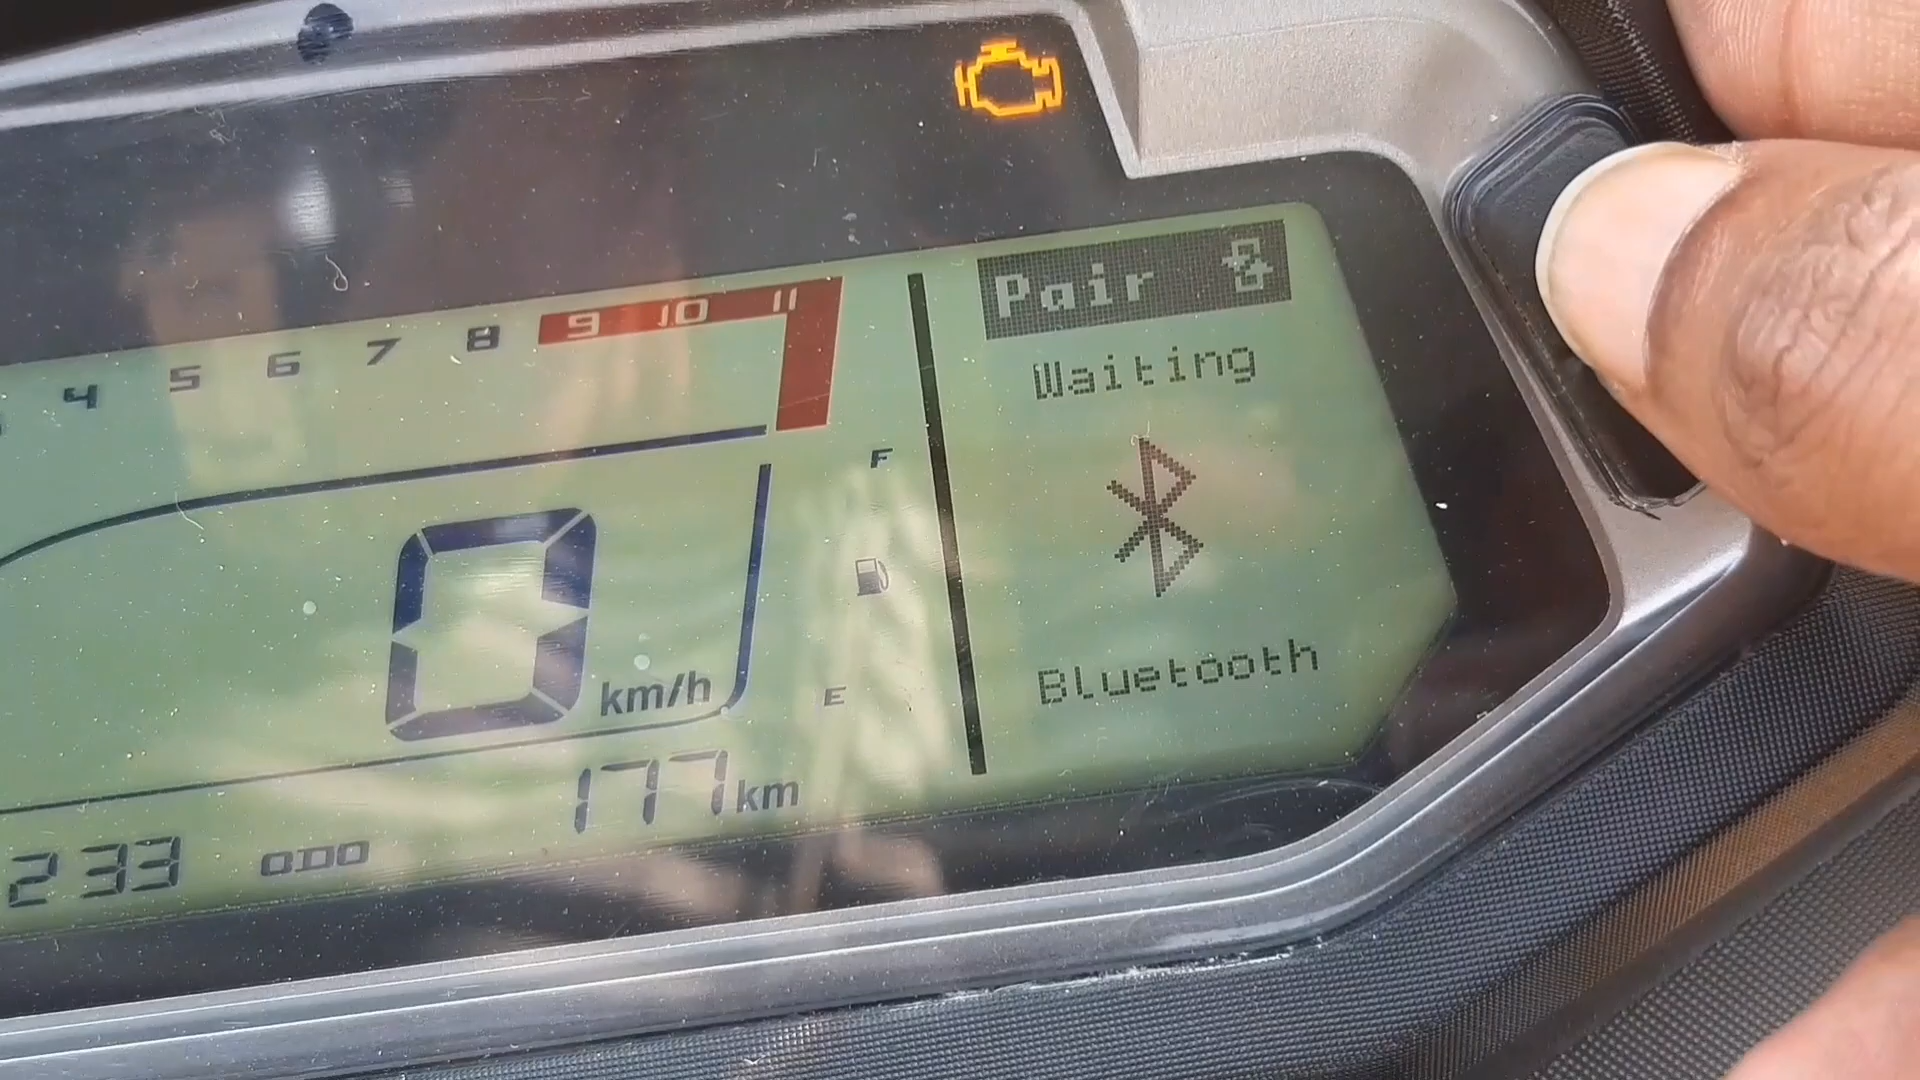 4 5 6 7 8 9 10 11
Pair
Waiting
F
0 km/h
E
Bluetooth
177 km
233 ODO